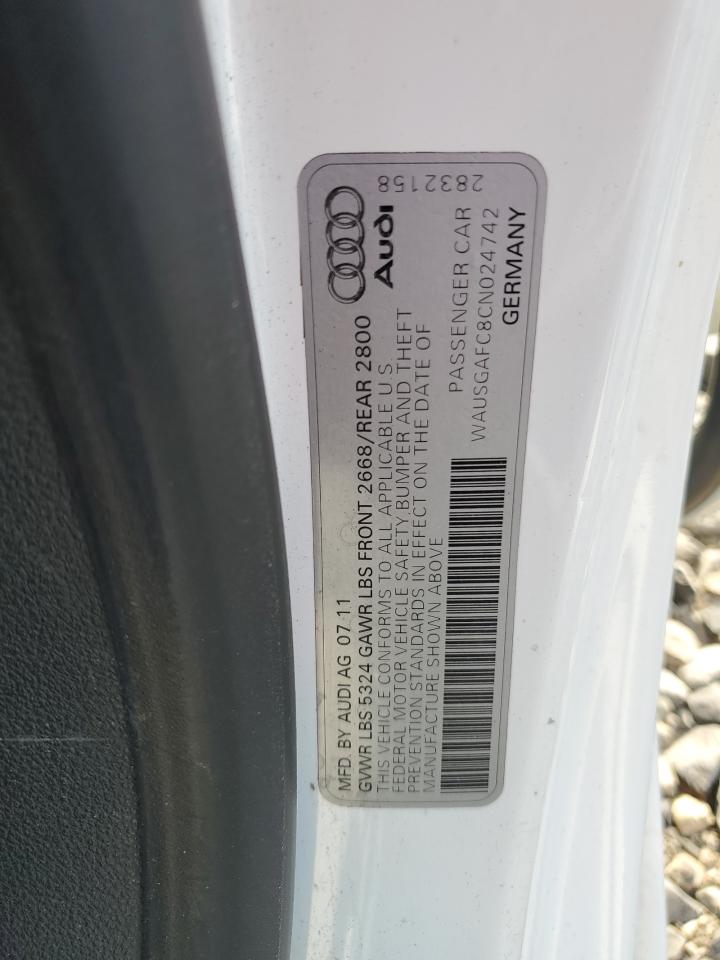 MFD. BY AUDI AG 07.11
GVWR LBS 5324 GAWR LBS FRONT 2668/REAR 2800
THIS VEHICLE CONFORMS TO ALL APPLICABLE U.S.
FEDERAL MOTOR VEHICLE SAFETY, BUMPER AND THEFT
PREVENTION STANDARDS IN EFFECT ON THE DATE OF
MANUFACTURE SHOWN ABOVE
PASSENGER CAR
WAUSGAFC8CN024742
GERMANY
Audi
2832158